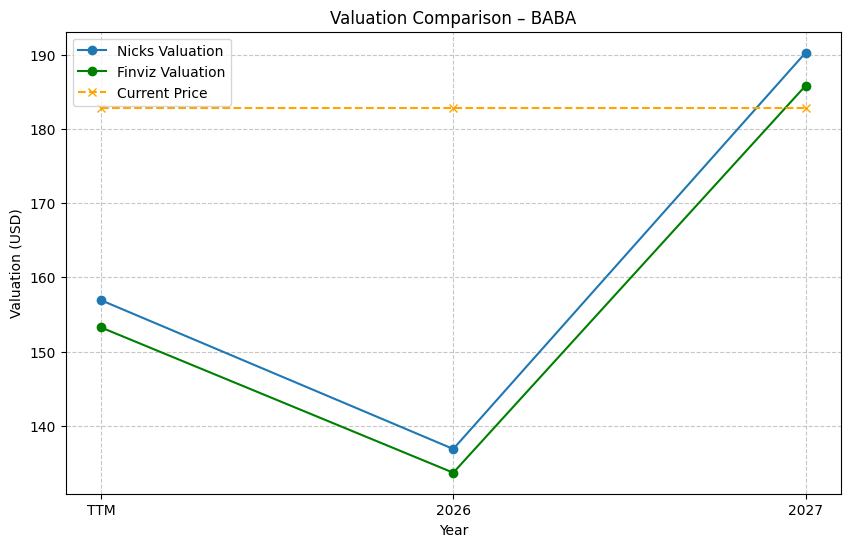 Valuation Comparison – BABA
Nicks Valuation
Finviz Valuation
Current Price
Valuation (USD)
190
180
170
160
150
140
TTM
2026
2027
Year